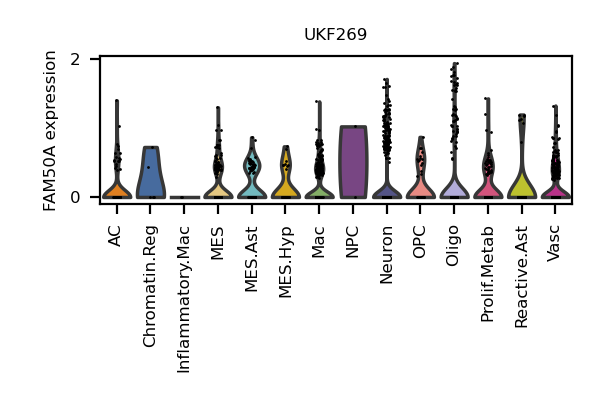 UKF269
FAM50A expression
2
0
AC
Chromatin.Reg
Inflammatory.Mac
MES
MES.Ast
MES.Hyp
Mac
NPC
Neuron
OPC
Oligo
Prolif.Metab
Reactive.Ast
Vasc